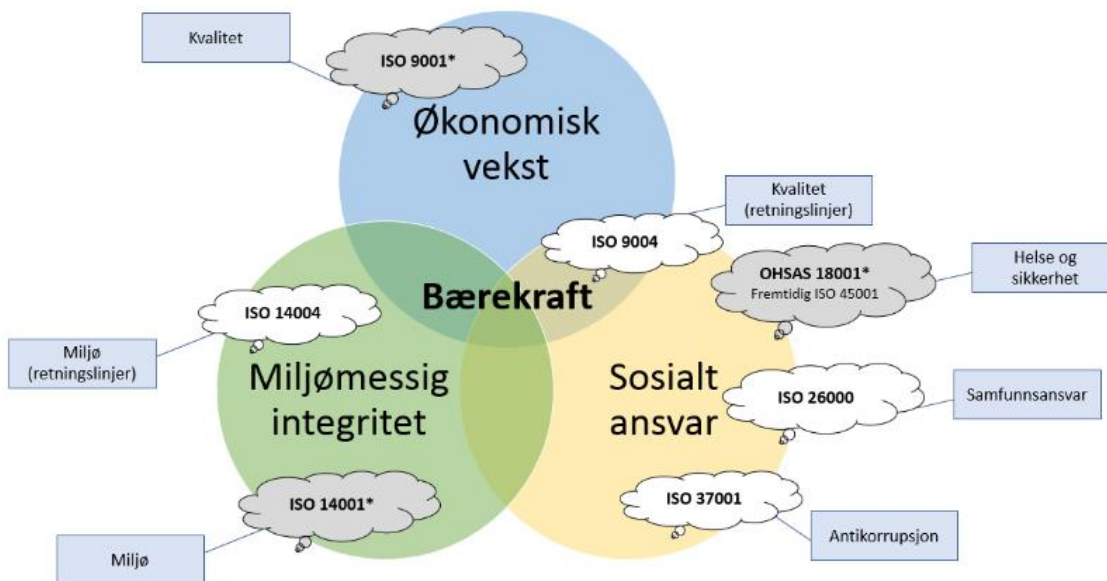 Kvalitet
ISO 9001*
Økonomisk
vekst
Kvalitet
(retningslinjer)
ISO 9004
OHSAS 18001*
Fremtidig ISO 45001
Helse og
sikkerhet
Bærekraft
ISO 14004
Miljø
(retningslinjer)
Miljømessig
integritet
Sosialt
ansvar
ISO 26000
Samfunnsansvar
ISO 14001*
ISO 37001
Antikorrupsjon
Miljø